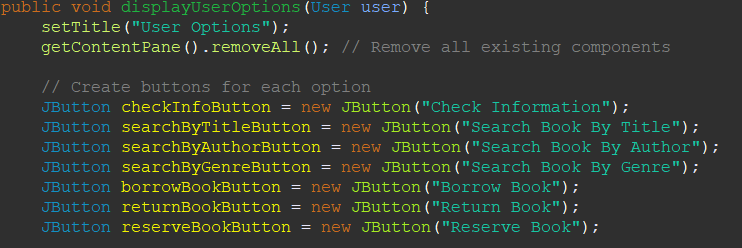 public void displayUserOptions(User user) {
    setTitle("User Options");
    getContentPane().removeAll(); // Remove all existing components

    // Create buttons for each option
    JButton checkInfoButton = new JButton("Check Information");
    JButton searchByTitleButton = new JButton("Search Book By Title");
    JButton searchByAuthorButton = new JButton("Search Book By Author");
    JButton searchByGenreButton = new JButton("Search Book By Genre");
    JButton borrowBookButton = new JButton("Borrow Book");
    JButton returnBookButton = new JButton("Return Book");
    JButton reserveBookButton = new JButton("Reserve Book");